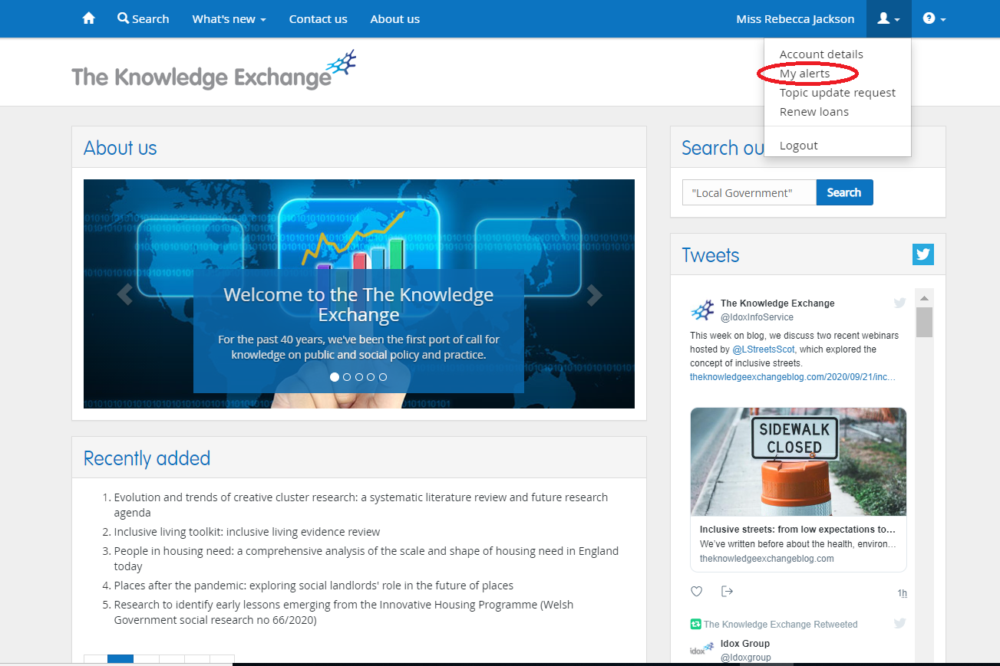 Search
What's new
Contact us
About us
Miss Rebecca Jackson
?
Account details
My alerts
Topic update request
Renew loans
Logout
The Knowledge Exchange
About us
Welcome to the The Knowledge
Exchange
For the past 40 years, we've been the first port of call for
knowledge on public and social policy and practice.
Recently added
1. Evolution and trends of creative cluster research: a systematic literature review and future research
agenda
2. Inclusive living toolkit: inclusive living evidence review
3. People in housing need: a comprehensive analysis of the scale and shape of housing need in England
today
4. Places after the pandemic: exploring social landlords' role in the future of places
5. Research to identify early lessons emerging from the Innovative Housing Programme (Welsh
Government social research no 66/2020)
Search ou
"Local Government"
Search
Tweets
The Knowledge Exchange
@IdoxInfoService
This week on blog, we discuss two recent webinars
hosted by @LStreetsScot, which explored the
concept of inclusive streets.
theknowledgeexchangeblog.com/2020/09/21/inc…
SIDEWALK
CLOSED
Inclusive streets: from low expectations to…
We've written before about the health, environ…
theknowledgeexchangeblog.com
1h
The Knowledge Exchange Retweeted
idox
Idox Group
@Idoxgroup